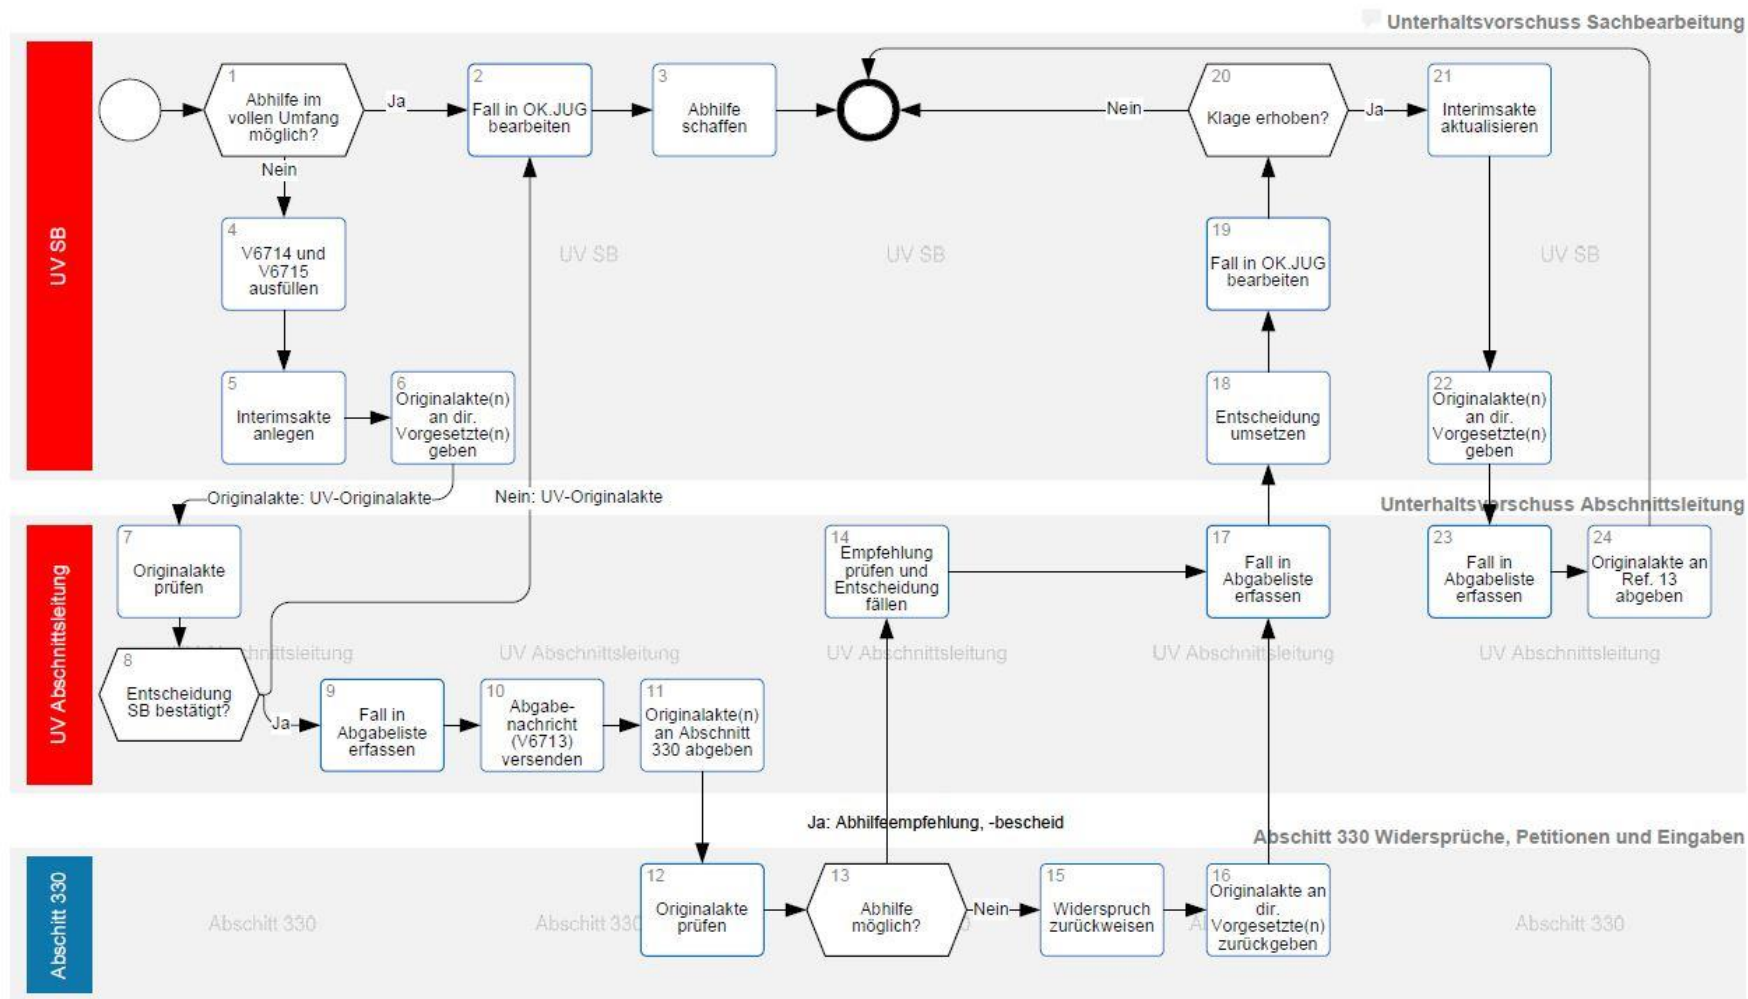 Unterhaltsvorschuss Sachbearbeitung
UV SB
1
Abhilfe im
vollen Umfang
möglich?
Ja
Nein
2
Fall in OK.JUG
bearbeiten
3
Abhilfe
schaffen
4
V6714 und
V6715
ausfüllen
5
Interimsakte
anlegen
6
Originalakte(n)
an dir.
Vorgesetzte(n)
geben
UV SB
UV SB
UV SB
20
Klage erhoben?
Nein
Ja
21
Interimsakte
aktualisieren
19
Fall in OK.JUG
bearbeiten
18
Entscheidung
umsetzen
22
Originalakte(n)
an dir.
Vorgesetzte(n)
geben
Originalakte: UV-Originalakte
Nein: UV-Originalakte
Unterhaltsvorschuss Abschnittsleitung
UV Abschnittsleitung
7
Originalakte
prüfen
8
Entscheidung
SB bestätigt?
Ja
9
Fall in
Abgabeliste
erfassen
10
Abgabe-
nachricht
(V6713)
versenden
11
Originalakte(n)
an Abschnitt
330 abgeben
14
Empfehlung
prüfen und
Entscheidung
fällen
17
Fall in
Abgabeliste
erfassen
23
Fall in
Abgabeliste
erfassen
24
Originalakte an
Ref. 13
abgeben
UV Abschnittsleitung
UV Abschnittsleitung
UV Abschnittsleitung
UV Abschnittsleitung
Ja: Abhilfeempfehlung, -bescheid
Abschitt 330 Widersprüche, Petitionen und Eingaben
Abschitt 330
12
Originalakte
prüfen
13
Abhilfe
möglich?
Nein
15
Widerspruch
zurückweisen
16
Originalakte an
dir.
Vorgesetzte(n)
zurückgeben
Abschitt 330
Abschitt 330
Abschitt 330